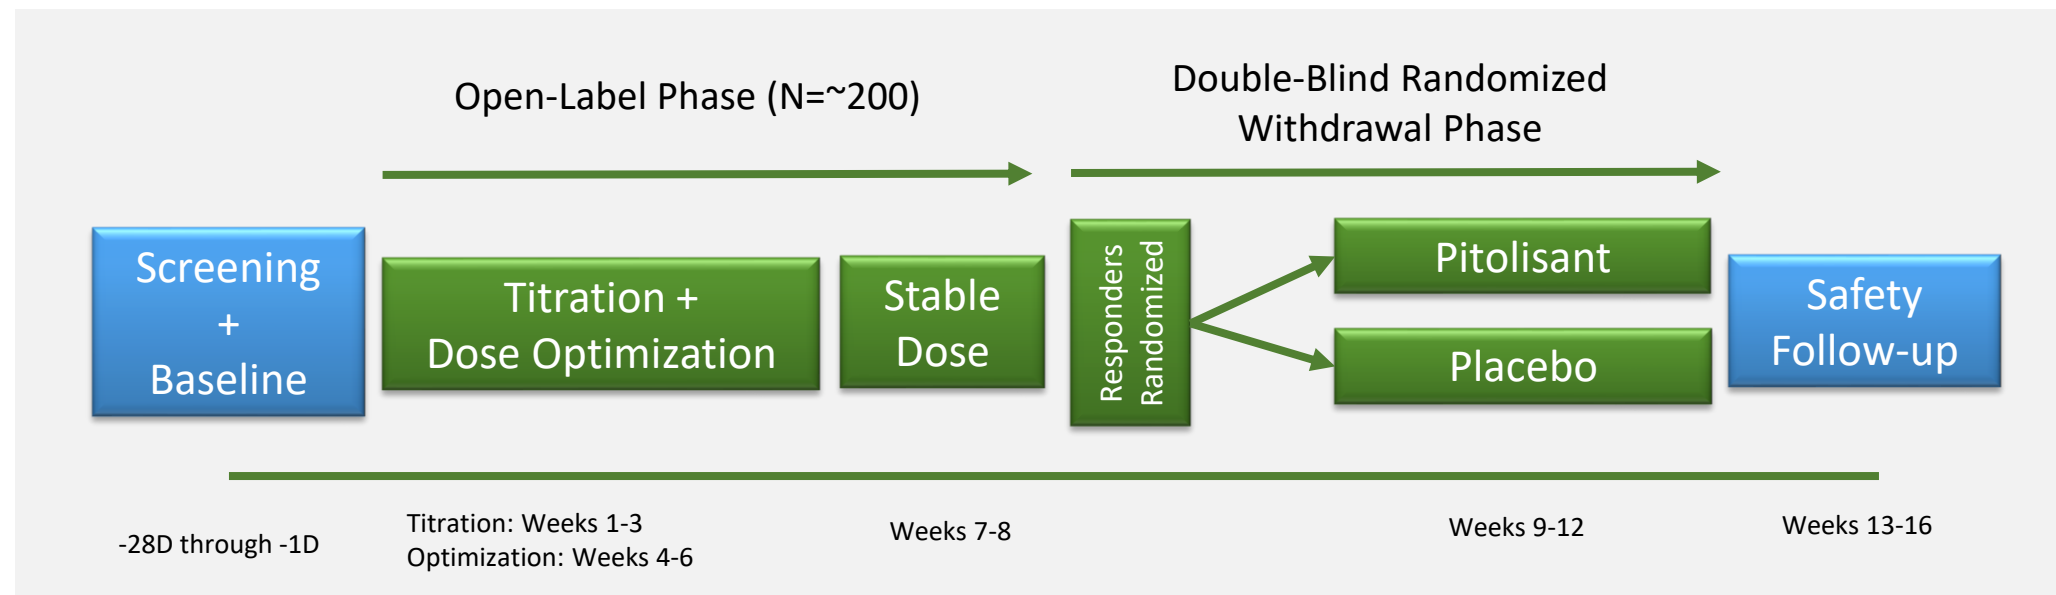 Open-Label Phase (N=~200)
Double-Blind Randomized
Withdrawal Phase
Screening
+
Baseline
Titration +
Dose Optimization
Stable
Dose
Responders
Randomized
Pitolisant
Placebo
Safety
Follow-up
-28D through -1D
Titration: Weeks 1-3
Optimization: Weeks 4-6
Weeks 7-8
Weeks 9-12
Weeks 13-16